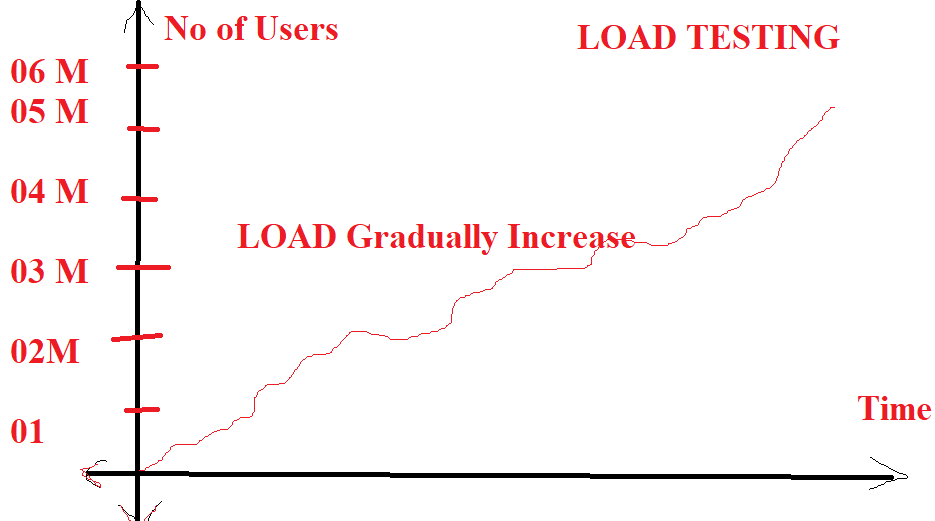 No of Users
LOAD TESTING
06 M
05 M
04 M
LOAD Gradually Increase
03 M
02M
Time
01